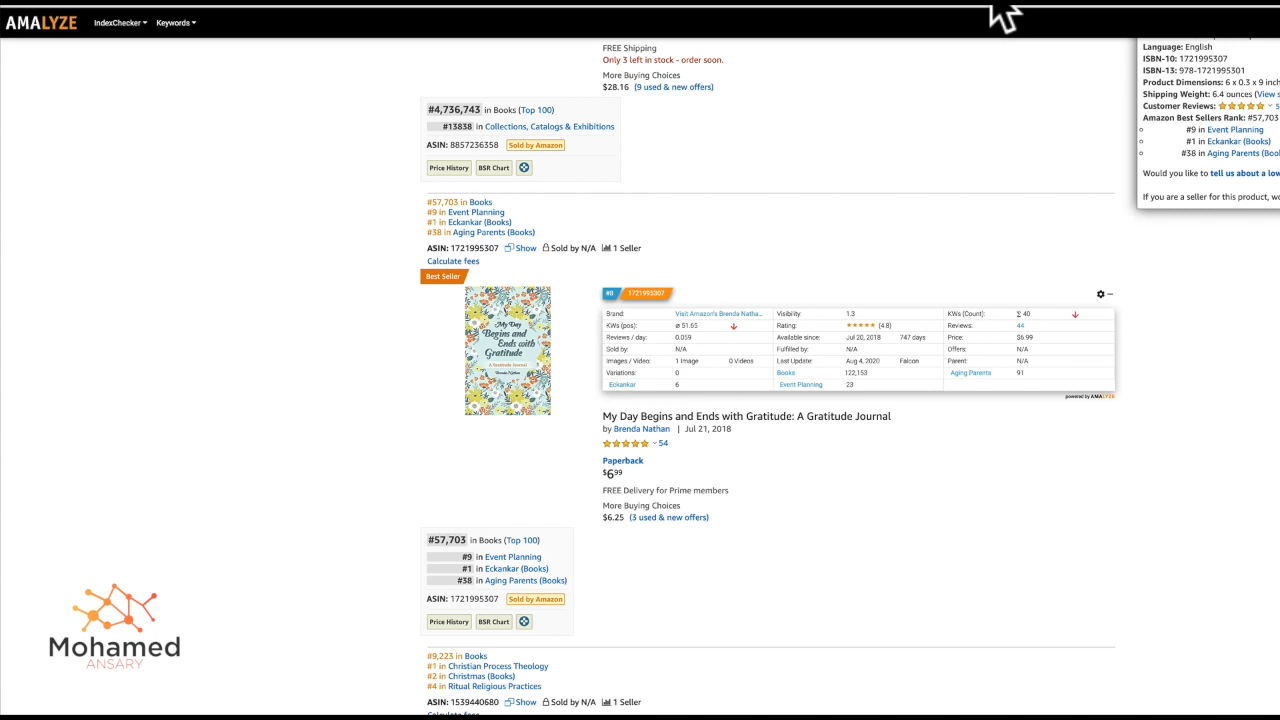 AMALYZE IndexChecker Keywords
FREE Shipping
Only 3 left in stock - order soon.
More Buying Choices
$28.16 (9 used & new offers)
#4,736,743 in Books (Top 100)
#13838 in Collections, Catalogs & Exhibitions
ASIN: 8857236358 Sold by Amazon
Price History BSR Chart
Language: English
ISBN-10: 1721995307
ISBN-13: 978-1721995301
Product Dimensions: 6 x 0.3 x 9 inch
Shipping Weight: 6.4 ounces (View s
Customer Reviews: 5
Amazon Best Sellers Rank: #57,703
#9 in Event Planning
#1 in Eckankar (Books)
#38 in Aging Parents (Boo
Would you like to tell us about a low
If you are a seller for this product, wo
#57,703 in Books
#9 in Event Planning
#1 in Eckankar (Books)
#38 in Aging Parents (Books)
ASIN: 1721995307 Show Sold by N/A 1 Seller
Calculate fees
Best Seller
My Day
Begins and
Ends with
Gratitude
A Gratitude Journal
Brenda Nathan
#8 1721995307
Brand: Visit Amazon's Brenda Natha... Visibility: 1.3 KWs (Count): Σ 40
KWs (pos): ø 51.65 Rating: (4.8) Reviews: 44
Reviews / day: 0.059 Available since: Jul 20, 2018 747 days Price: $6.99
Sold by: N/A Fulfilled by: N/A Offers: N/A
Images / Video: 1 Image 0 Videos Last Update: Aug 4, 2020 Falcon Parent: N/A
Variations: 0 Books 122,153 Aging Parents 91
Eckankar 6 Event Planning 23
powered by AMALYZE
My Day Begins and Ends with Gratitude: A Gratitude Journal
by Brenda Nathan | Jul 21, 2018
54
Paperback
$6.99
FREE Delivery for Prime members
More Buying Choices
$6.25 (3 used & new offers)
#57,703 in Books (Top 100)
#9 in Event Planning
#1 in Eckankar (Books)
#38 in Aging Parents (Books)
ASIN: 1721995307 Sold by Amazon
Price History BSR Chart
Mohamed
ANSARY
#9,223 in Books
#1 in Christian Process Theology
#2 in Christmas (Books)
#4 in Ritual Religious Practices
ASIN: 1539440680 Show Sold by N/A 1 Seller
Calculate fees